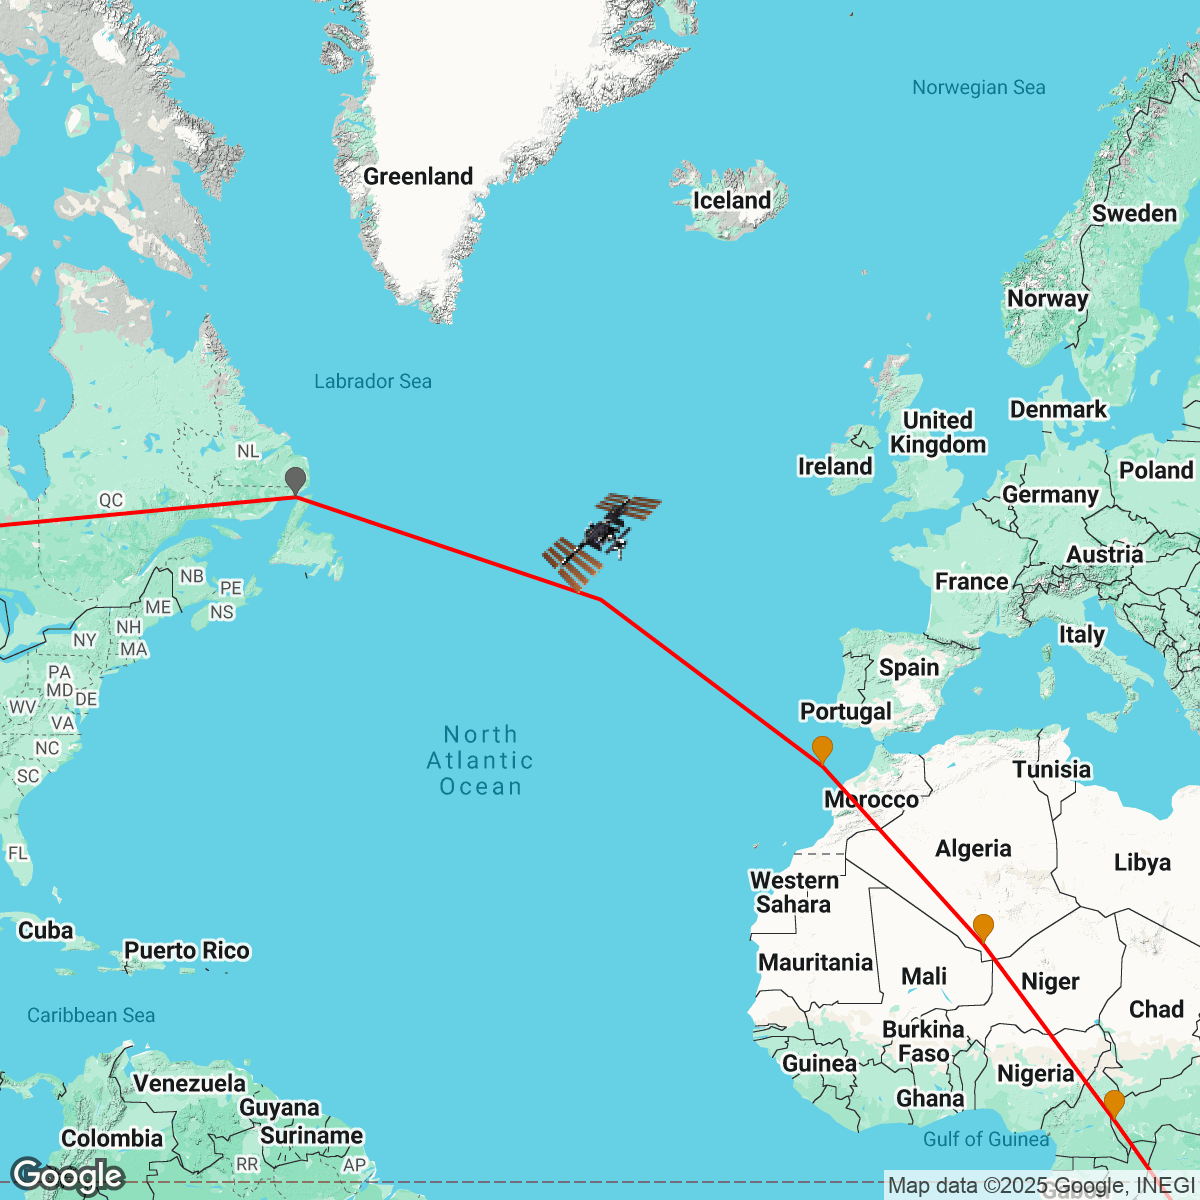 Norwegian Sea
Greenland
Iceland
Sweden
Norway
Labrador Sea
Denmark
United
Kingdom
Ireland
Poland
NL
Germany
QC
Austria
France
NB
PE
ME
NS
NH
NY
MA
Italy
Spain
PA
MD
DE
WV
VA
Portugal
North
Atlantic
Ocean
NC
SC
Tunisia
Morocco
Algeria
FL
Libya
Western
Sahara
Cuba
Puerto Rico
Mauritania
Mali
Niger
Chad
Caribbean Sea
Burkina
Faso
Guinea
Nigeria
Venezuela
Ghana
Guyana
Suriname
Colombia
Gulf of Guinea
RR
AP
Google
Map data ©2025 Google, INEGI